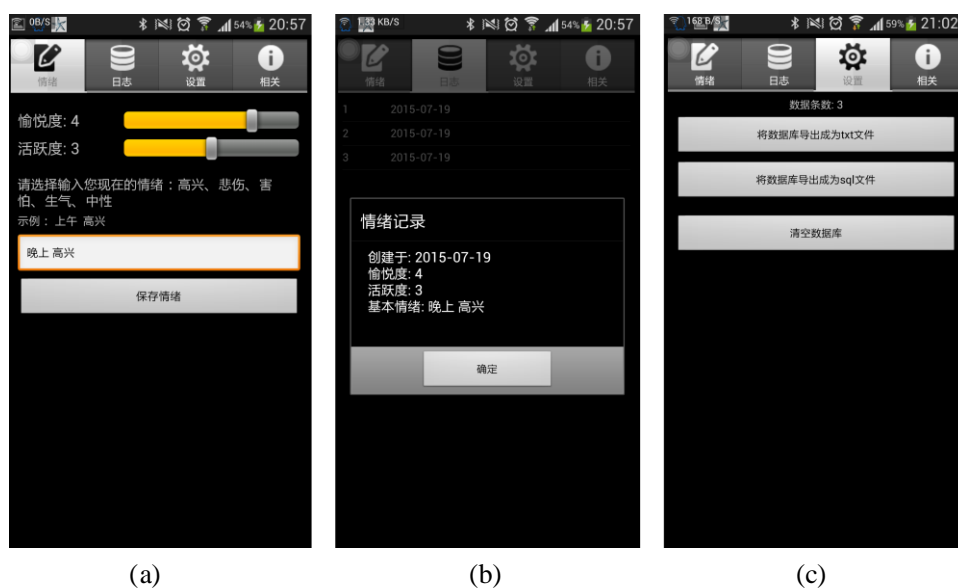 0B/S 54% 20:57
情绪 日志 设置 相关
愉悦度: 4
活跃度: 3
请选择输入您现在的情绪：高兴、悲伤、害
怕、生气、中性
示例：上午 高兴
晚上 高兴
保存情绪
(a)
KB/S 54% 20:57
情绪 日志 设置 相关
1 2015-07-19
2 2015-07-19
3 2015-07-19
情绪记录
创建于: 2015-07-19
愉悦度: 4
活跃度: 3
基本情绪: 晚上 高兴
确定
(b)
168 B/S 59% 21:02
情绪 日志 设置 相关
数据条数: 3
将数据库导出成为txt文件
将数据库导出成为sql文件
清空数据库
(c)